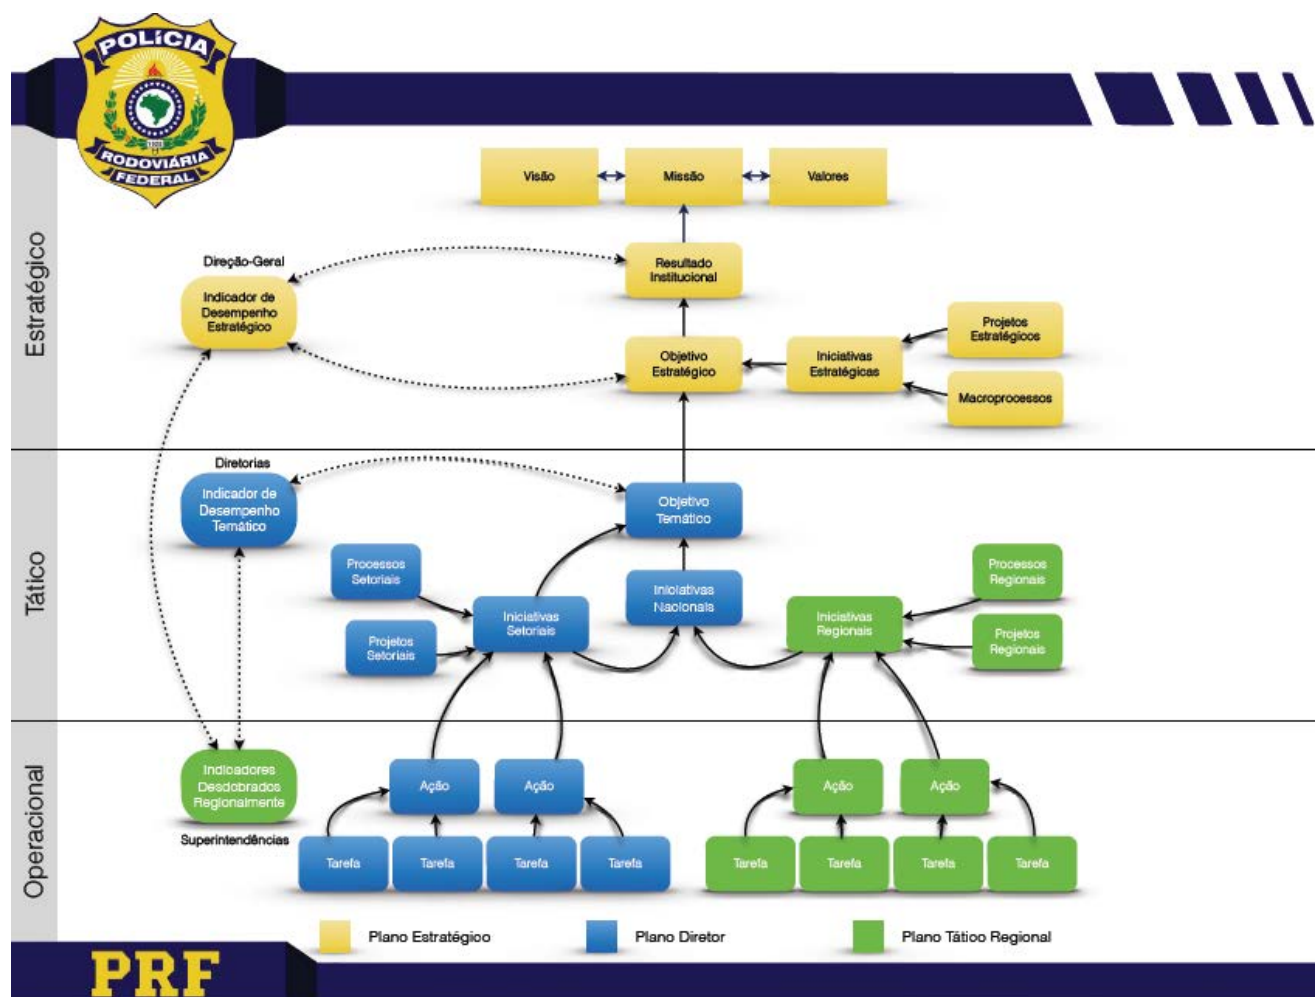 POLÍCIA
RODOVIÁRIA
FEDERAL
Estratégico
Visão
Missão
Valores
Direção-Geral
Indicador de
Desempenho
Estratégico
Resultado
Institucional
Objetivo
Estratégico
Iniciativas
Estratégicas
Projetos
Estratégicos
Macroprocessos
Tático
Diretorias
Indicador de
Desempenho
Temático
Objetivo
Temático
Processos
Setoriais
Projetos
Setoriais
Iniciativas
Setoriais
Iniciativas
Nacionais
Iniciativas
Regionais
Processos
Regionais
Projetos
Regionais
Operacional
Indicadores
Desdobrados
Regionalmente
Superintendências
Ação
Ação
Ação
Ação
Tarefa
Tarefa
Tarefa
Tarefa
Tarefa
Tarefa
Tarefa
Tarefa
Plano Estratégico
Plano Diretor
Plano Tático Regional
PRF